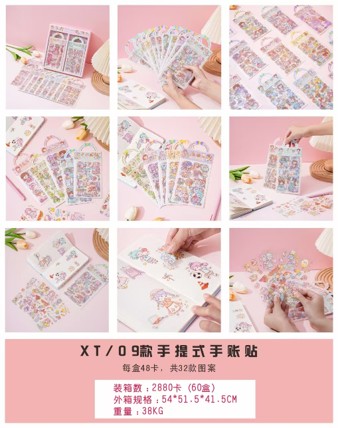 XT/09款手提式手账贴
每盒48卡，共32款图案
装箱数：2880卡（60盒）
外箱规格：54*51.5*41.5CM
重量：38KG